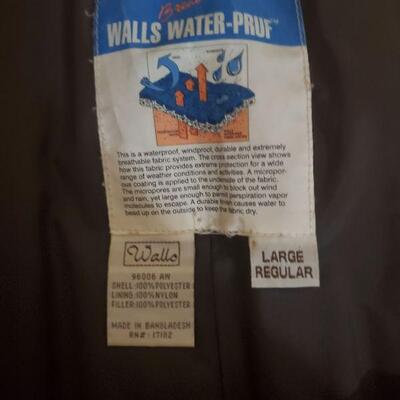 WALLS WATER-PRUF™
This is a waterproof, windproof, durable and extremely
breathable fabric system. The cross section view shows
how this fabric provides extreme protection for a wide
range of weather conditions and activities. A micropor-
ous coating is applied to the underside of the fabric.
The micropores are small enough to block out wind
and rain, yet large enough to permit perspiration vapor
molecules to escape. A durable finish causes water to
bead up on the outside to keep the fabric dry.
Walls
96006 AW
SHELL:100%POLYESTER
LINING:100%NYLON
FILLER:100%POLYESTER
MADE IN BANGLADESH
RN#-17182
LARGE
REGULAR